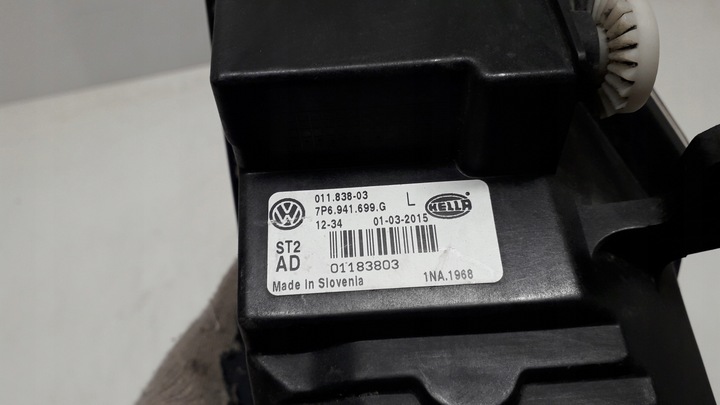 011.838-03 L
7P6.941.699.G HELLA
12-34 01-03-2015
ST2
AD 01183803
Made in Slovenia 1NA.1968